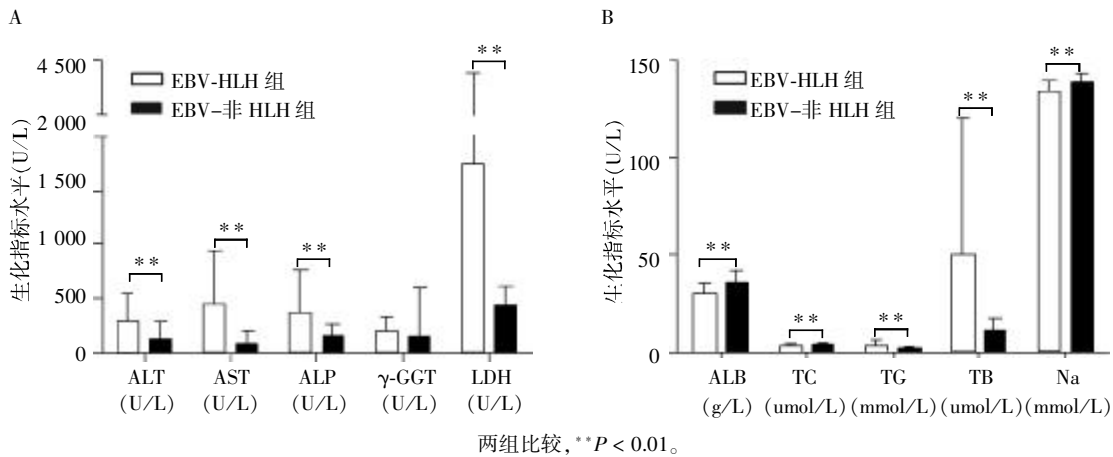 A
生化指标水平(U/L)
4 500
2 000
1 500
1 000
500
0
EBV-HLH 组
EBV-非 HLH 组
**
**
**
**
ALT
AST
ALP
γ-GGT
LDH
(U/L)
(U/L)
(U/L)
(U/L)
(U/L)
B
生化指标水平(U/L)
150
100
50
0
EBV-HLH 组
EBV-非 HLH 组
**
**
**
**
**
ALB
TC
TG
TB
Na
(g/L)
(umol/L)
(mmol/L)
(umol/L)
(mmol/L)
两组比较,**P < 0.01。